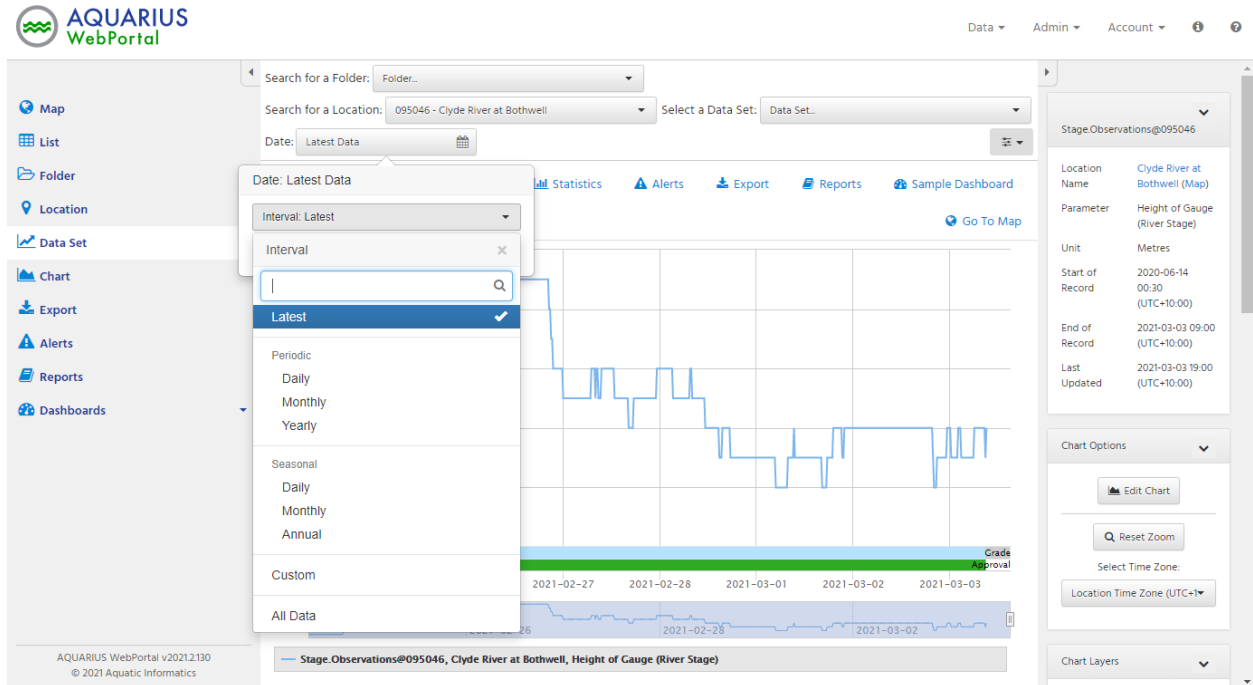 AQUARIUS
WebPortal
Data
Admin
Account
Map
List
Folder
Location
Data Set
Chart
Export
Alerts
Reports
Dashboards
AQUARIUS WebPortal v2021.2.130
© 2021 Aquatic Informatics
Search for a Folder: Folder...
Search for a Location: 095046 - Clyde River at Bothwell
Select a Data Set: Data Set...
Date: Latest Data
Date: Latest Data
Interval: Latest
Interval
Latest
Periodic
Daily
Monthly
Yearly
Seasonal
Daily
Monthly
Annual
Custom
All Data
Statistics
Alerts
Export
Reports
Sample Dashboard
Go To Map
Grade
Approval
2021-02-27
2021-02-28
2021-03-01
2021-03-02
2021-03-03
2021-02-28
2021-03-02
Stage.Observations@095046, Clyde River at Bothwell, Height of Gauge (River Stage)
Stage.Observations@095046
Location Name
Clyde River at Bothwell (Map)
Parameter
Height of Gauge (River Stage)
Unit
Metres
Start of Record
2020-06-14 00:30 (UTC+10:00)
End of Record
2021-03-03 09:00 (UTC+10:00)
Last Updated
2021-03-03 19:00 (UTC+10:00)
Chart Options
Edit Chart
Reset Zoom
Select Time Zone:
Location Time Zone (UTC+1
Chart Layers